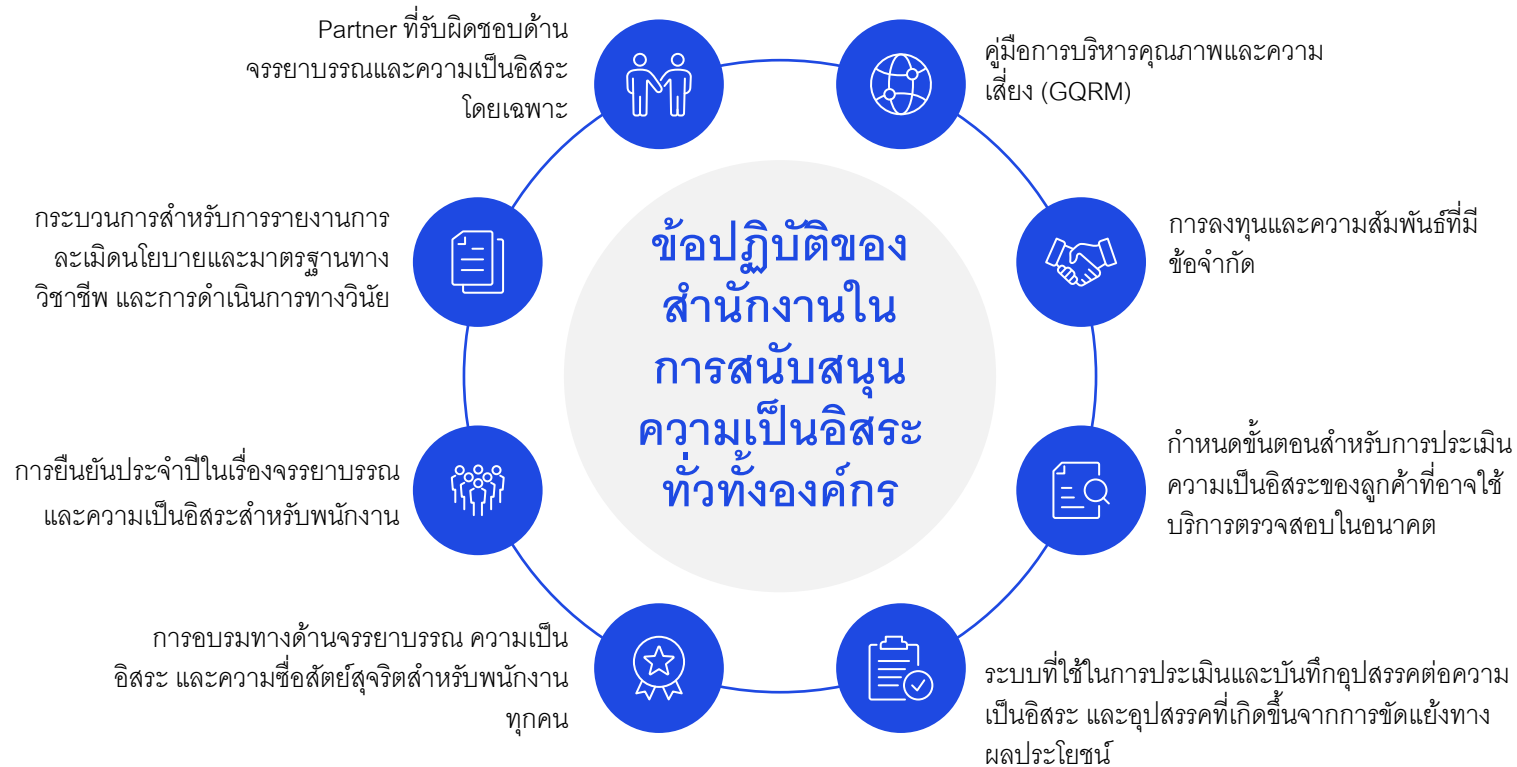 ข้อปฏิบัติของ
สำนักงานใน
การสนับสนุน
ความเป็นอิสระ
ทั่วทั้งองค์กร
Partner ที่รับผิดชอบด้าน
จรรยาบรรณและความเป็นอิสระ
โดยเฉพาะ
คู่มือการบริหารคุณภาพและความ
เสี่ยง (GQRM)
การลงทุนและความสัมพันธ์ที่มี
ข้อจำกัด
กำหนดขั้นตอนสำหรับการประเมิน
ความเป็นอิสระของลูกค้าที่อาจใช้
บริการตรวจสอบในอนาคต
ระบบที่ใช้ในการประเมินและบันทึกอุปสรรคต่อความ
เป็นอิสระ และอุปสรรคที่เกิดขึ้นจากการขัดแย้งทาง
ผลประโยชน์
การอบรมทางด้านจรรยาบรรณ ความเป็น
อิสระ และความซื่อสัตย์สุจริตสำหรับพนักงาน
ทุกคน
การยืนยันประจำปีในเรื่องจรรยาบรรณ
และความเป็นอิสระสำหรับพนักงาน
กระบวนการสำหรับการรายงานการ
ละเมิดนโยบายและมาตรฐานทาง
วิชาชีพ และการดำเนินการทางวินัย